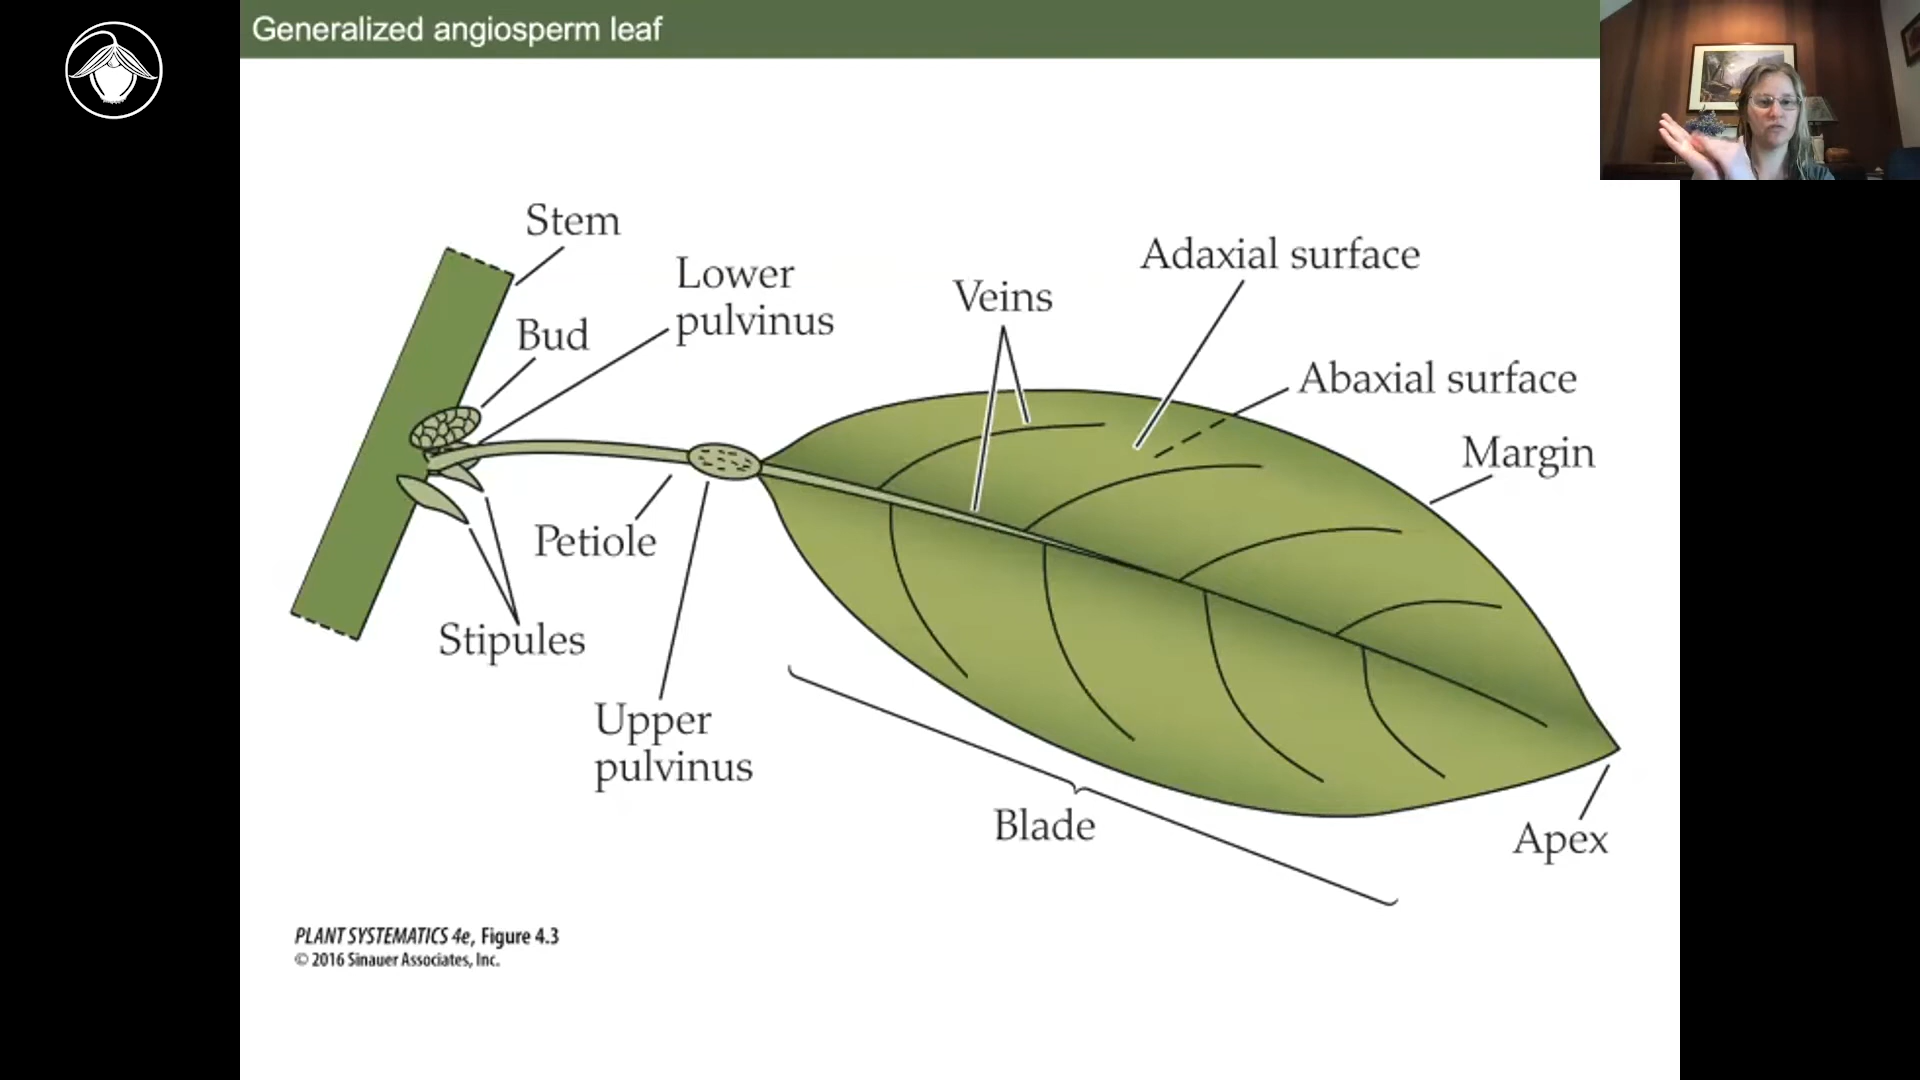 Generalized angiosperm leaf
Stem
Lower
pulvinus
Bud
Veins
Adaxial surface
Abaxial surface
Margin
Petiole
Stipules
Upper
pulvinus
Blade
Apex
PLANT SYSTEMATICS 4e, Figure 4.3
© 2016 Sinauer Associates, Inc.